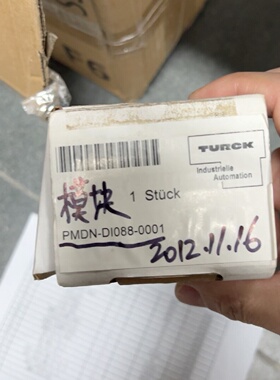 TURCK
Industrielle
Automation
模块 1 Stück
PMDN-DI088-0001
2012.11.16